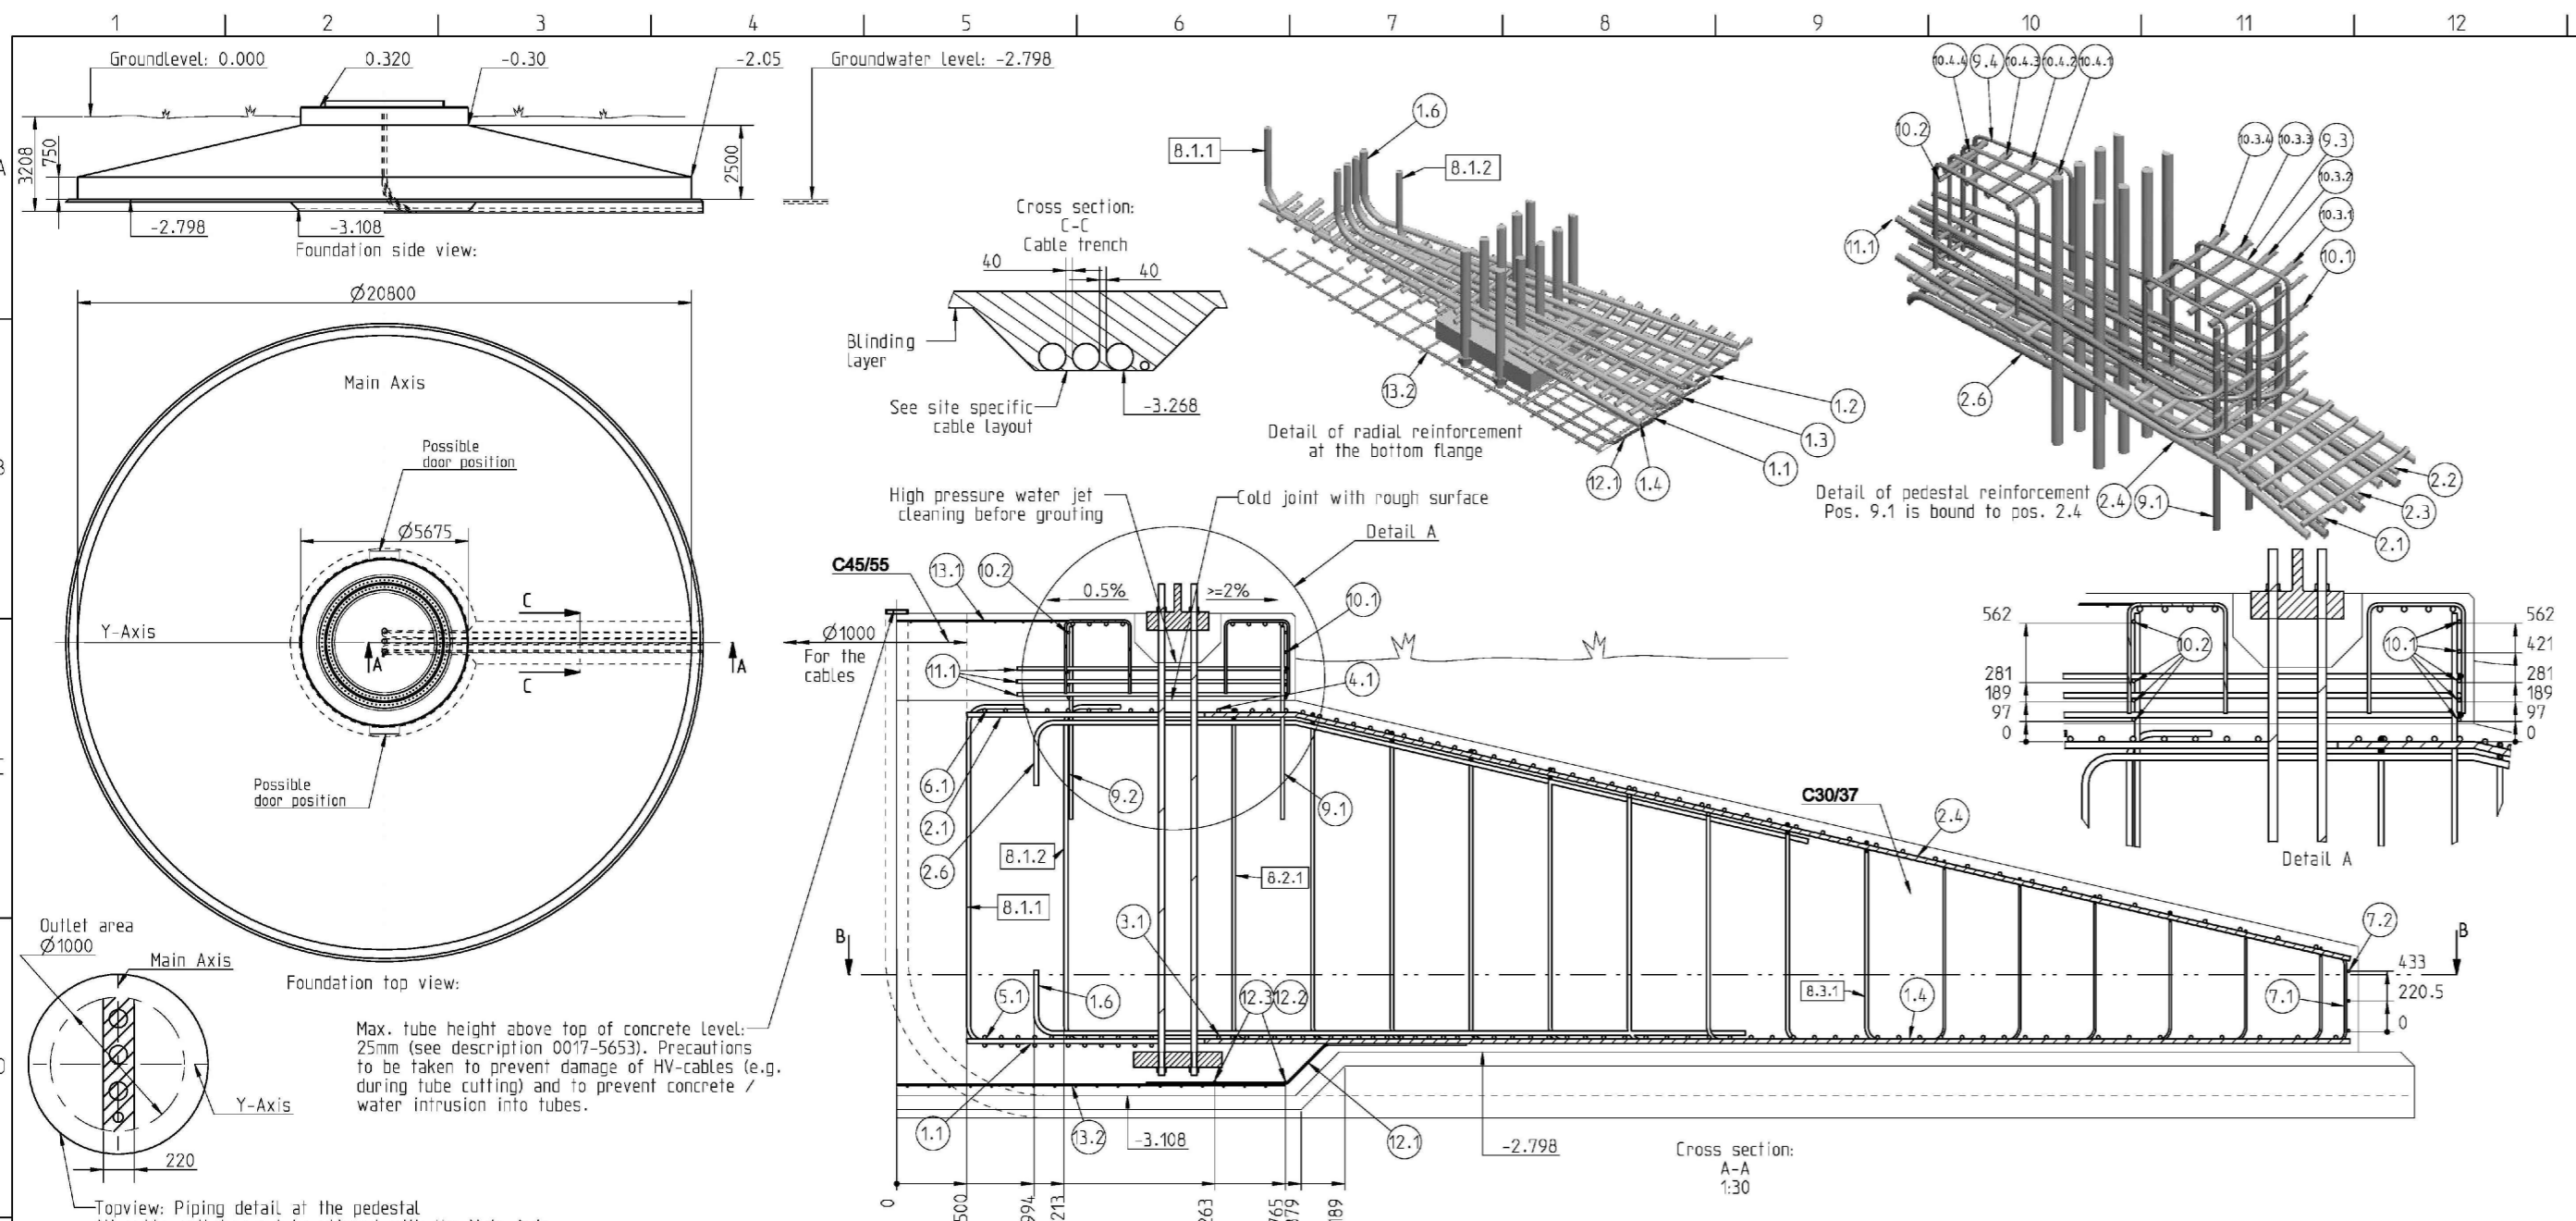 1 2 3 4 5 6 7 8 9 10 11 12
A
B
D
Groundlevel: 0.000
0.320
-0.30
-2.05
Groundwater level: -2.798
3208
750
2500
-2.798
-3.108
Foundation side view:
Ø20800
Main Axis
Possible
door position
Ø5675
Y-Axis
C
C
A
A
Possible
door position
Foundation top view:
Outlet area
Ø1000
Main Axis
Y-Axis
220
Topview: Piping detail at the pedestal
Max. tube height above top of concrete level:
25mm (see description 0017-5653). Precautions
to be taken to prevent damage of HV-cables (e.g.
during tube cutting) and to prevent concrete /
water intrusion into tubes.
Cross section:
C-C
Cable trench
40
40
Blinding
layer
See site specific
cable layout
-3.268
8.1.1
1.6
8.1.2
13.2
1.2
1.3
1.1
1.4
12.1
Detail of radial reinforcement
at the bottom flange
10.4.4
9.4
10.4.3
10.4.2
10.4.1
10.2
10.3.4
10.3.3
9.3
10.3.2
10.3.1
10.1
11.1
2.6
2.4
9.1
2.2
2.3
2.1
Detail of pedestal reinforcement
Pos. 9.1 is bound to pos. 2.4
High pressure water jet
cleaning before grouting
Cold joint with rough surface
Detail A
C45/55
13.1
10.2
0.5%
>=2%
10.1
Ø1000
For the
cables
11.1
4.1
6.1
2.1
2.6
9.2
9.1
8.1.2
8.2.1
8.1.1
C30/37
2.4
3.1
B
B
7.2
433
220.5
0
7.1
5.1
1.6
12.3
12.2
8.3.1
1.4
1.1
13.2
-3.108
12.1
-2.798
0
500
994
Cross section:
A-A
1:30
562
281
189
97
0
10.2
10.1
562
421
281
189
97
0
Detail A